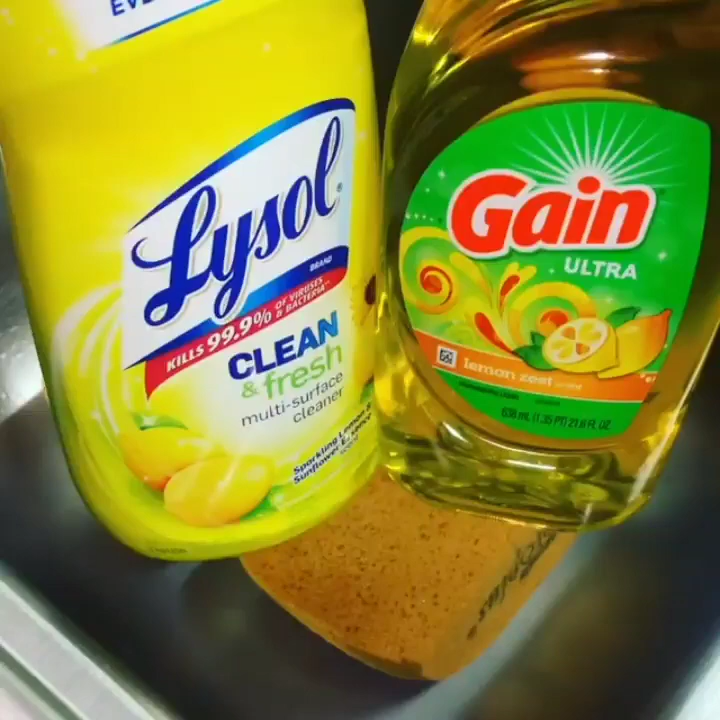 Lysol
BRAND
KILLS 99.9% OF VIRUSES
& BACTERIA
CLEAN
& fresh
multi-surface
cleaner
Sparkling Lemon &
Sunflower Essence
Gain
ULTRA
lemon zest
638 mL (1.35 PT) 21.6 FL OZ